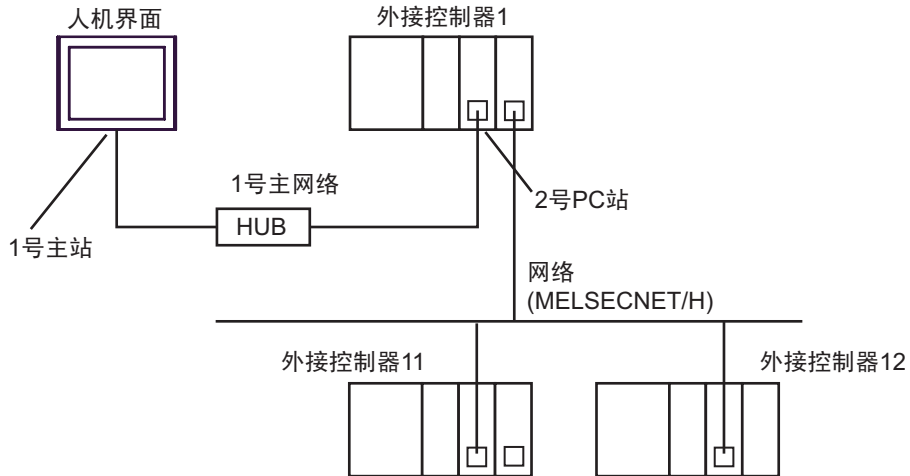 人机界面
外接控制器1
1号主网络
HUB
2号PC站
1号主站
网络
(MELSECNET/H)
外接控制器11
外接控制器12